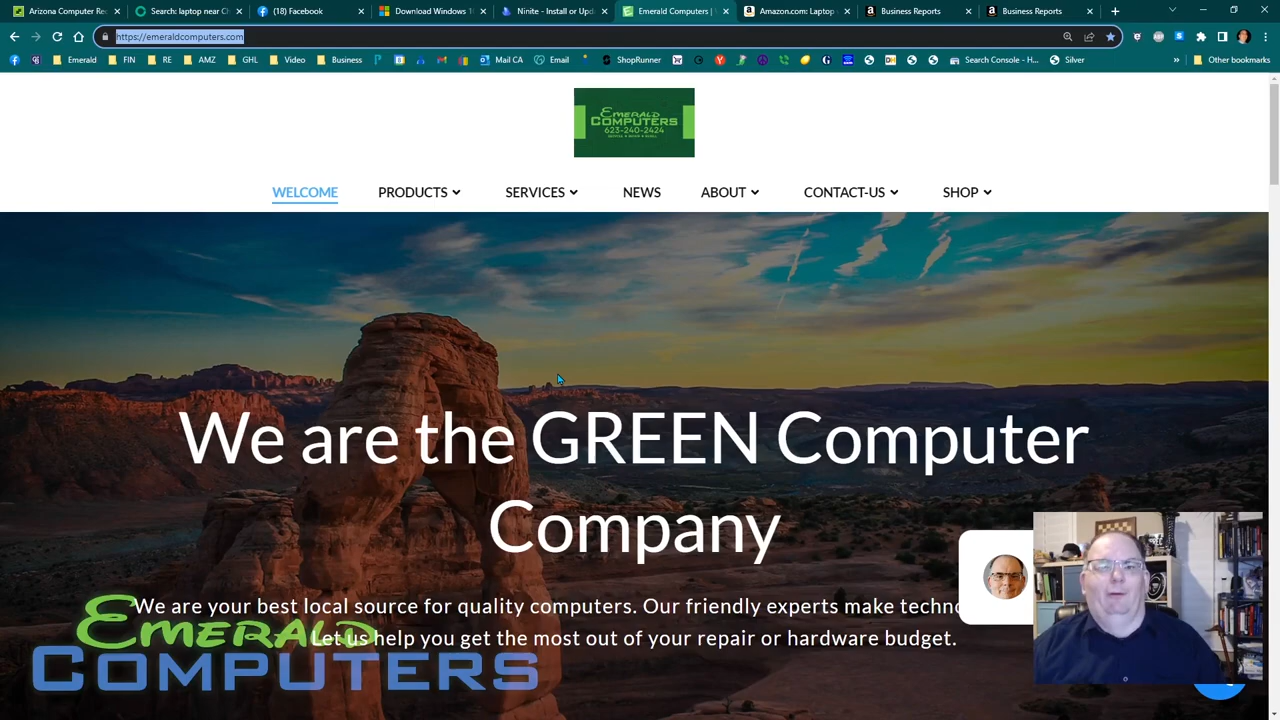 Arizona Computer Rec
Search: laptop near Ch
(18) Facebook
Download Windows 1
Ninite - Install or Upd
Emerald Computers |
Amazon.com: Laptop
Business Reports
Business Reports
https://emeraldcomputers.com
Emerald
FIN
RE
AMZ
GHL
Video
Business
Mail CA
Email
ShopRunner
Search Console - H...
Silver
Other bookmarks
EMERALD
COMPUTERS
623-240-2424
WELCOME
PRODUCTS
SERVICES
NEWS
ABOUT
CONTACT-US
SHOP
We are the GREEN Computer
Company
We are your best local source for quality computers. Our friendly experts make techno
Let us help you get the most out of your repair or hardware budget.
EMERALD
COMPUTERS